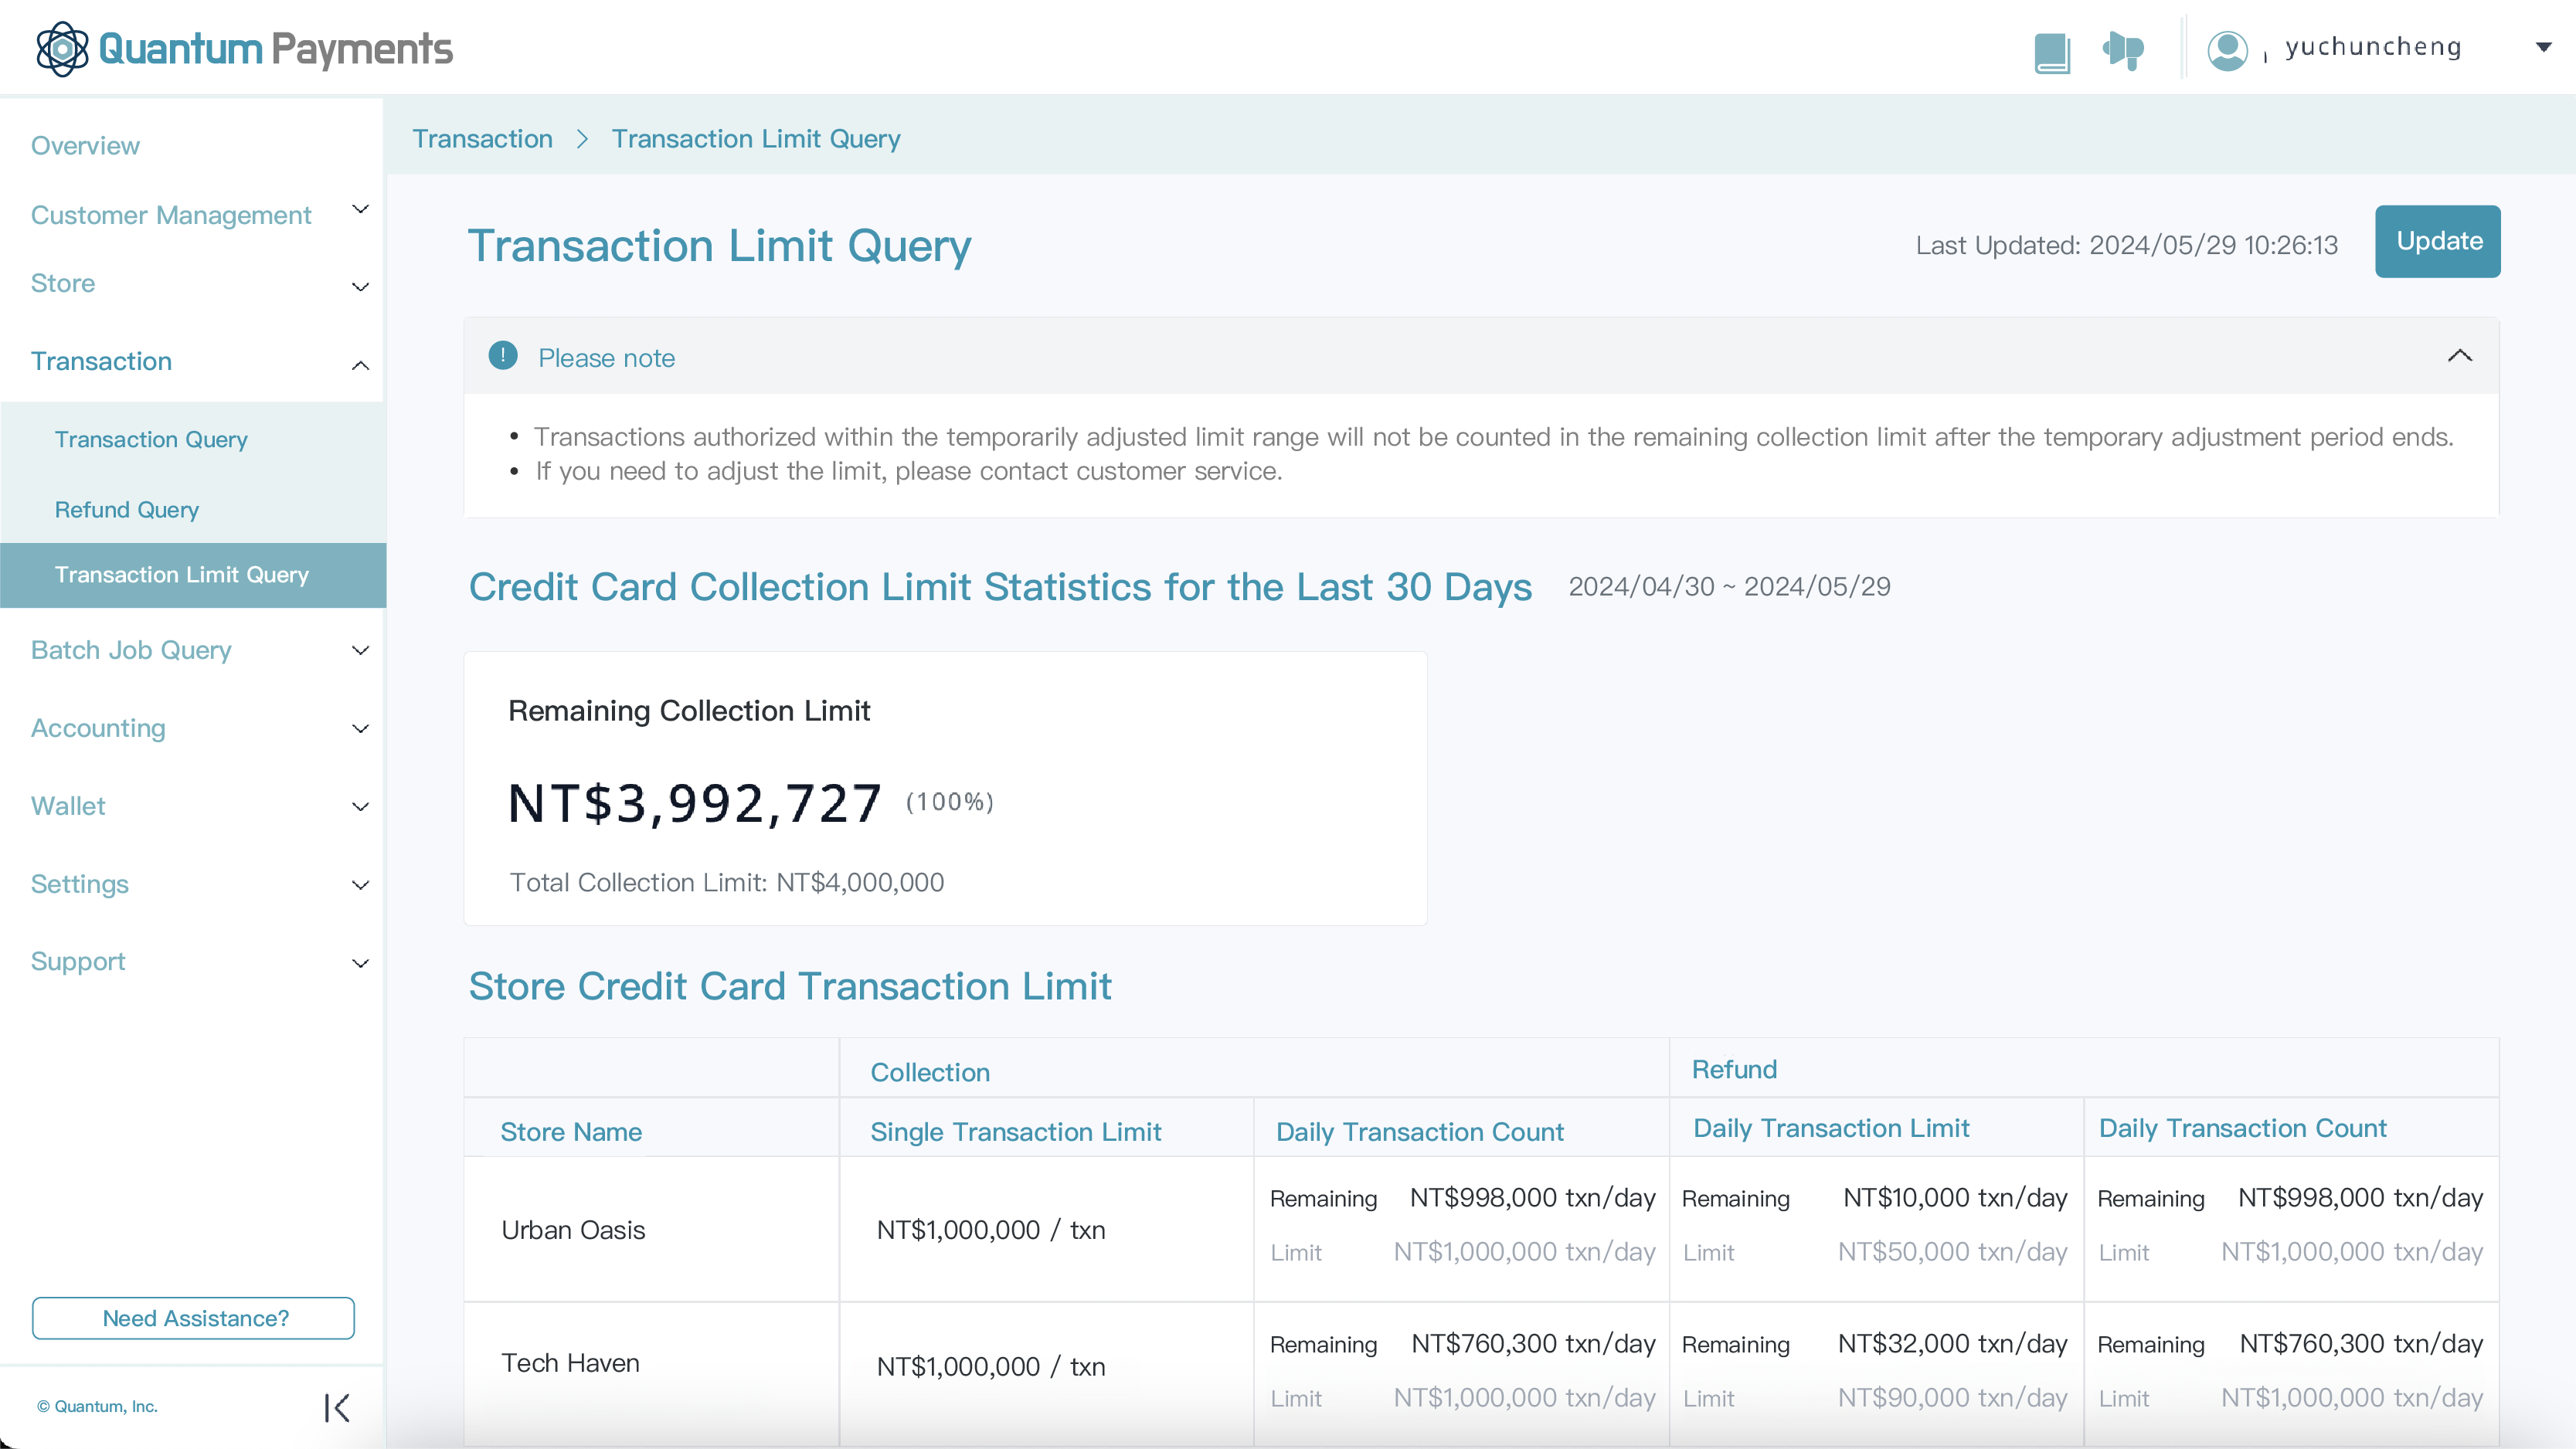 Quantum Payments
yuchuncheng
Overview
Customer Management
Store
Transaction
Transaction Query
Refund Query
Transaction Limit Query
Batch Job Query
Accounting
Wallet
Settings
Support
Need Assistance?
© Quantum, Inc.
Transaction > Transaction Limit Query
Transaction Limit Query
Last Updated: 2024/05/29 10:26:13
Update
Please note
• Transactions authorized within the temporarily adjusted limit range will not be counted in the remaining collection limit after the temporary adjustment period ends.
• If you need to adjust the limit, please contact customer service.
Credit Card Collection Limit Statistics for the Last 30 Days 2024/04/30 ~ 2024/05/29
Remaining Collection Limit
NT$3,992,727 (100%)
Total Collection Limit: NT$4,000,000
Store Credit Card Transaction Limit
Collection Refund
Store Name Single Transaction Limit Daily Transaction Count Daily Transaction Limit Daily Transaction Count
Remaining NT$998,000 txn/day Remaining NT$10,000 txn/day Remaining NT$998,000 txn/day
Urban Oasis NT$1,000,000 / txn
Limit NT$1,000,000 txn/day Limit NT$50,000 txn/day Limit NT$1,000,000 txn/day
Remaining NT$760,300 txn/day Remaining NT$32,000 txn/day Remaining NT$760,300 txn/day
Tech Haven NT$1,000,000 / txn
Limit NT$1,000,000 txn/day Limit NT$90,000 txn/day Limit NT$1,000,000 txn/day